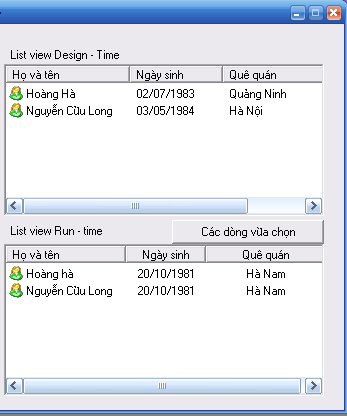 List view Design - Time
Họ và tên Ngày sinh Quê quán
Hoàng Hà 02/07/1983 Quảng Ninh
Nguyễn Cửu Long 03/05/1984 Hà Nội
List view Run - time Các dòng vừa chọn
Họ và tên Ngày sinh Quê quán
Hoàng hà 20/10/1981 Hà Nam
Nguyễn Cửu Long 20/10/1981 Hà Nam